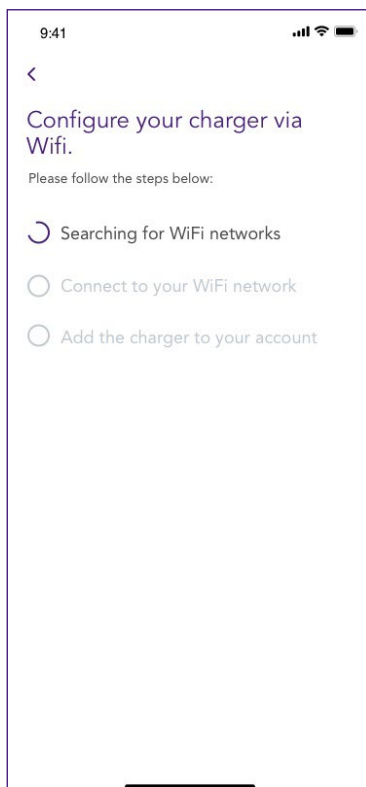 9:41
Configure your charger via
Wifi.
Please follow the steps below:
Searching for WiFi networks
Connect to your WiFi network
Add the charger to your account